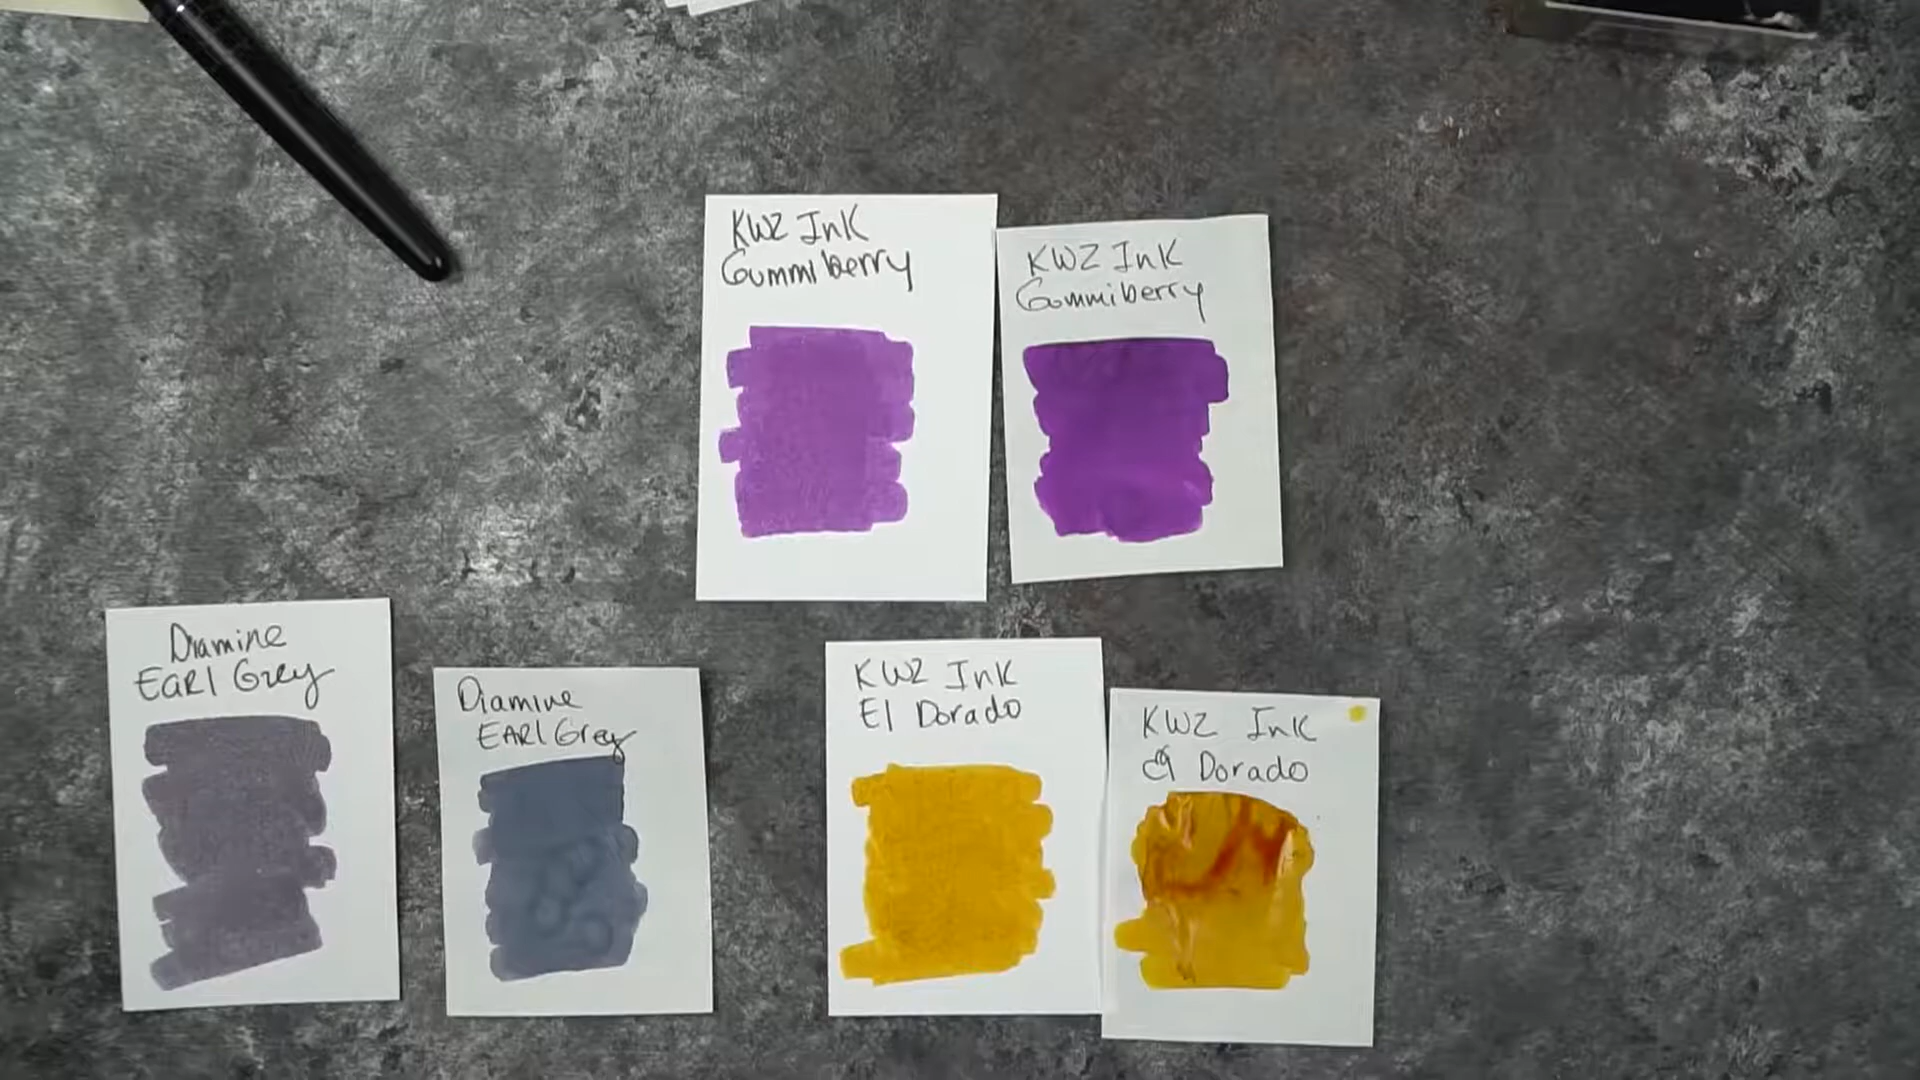 KWZ Ink
Gummiberry
KWZ Ink
Gummiberry
Diamine
EARl Grey
Diamine
EARl Grey
KWZ Ink
El Dorado
KWZ Ink
El Dorado